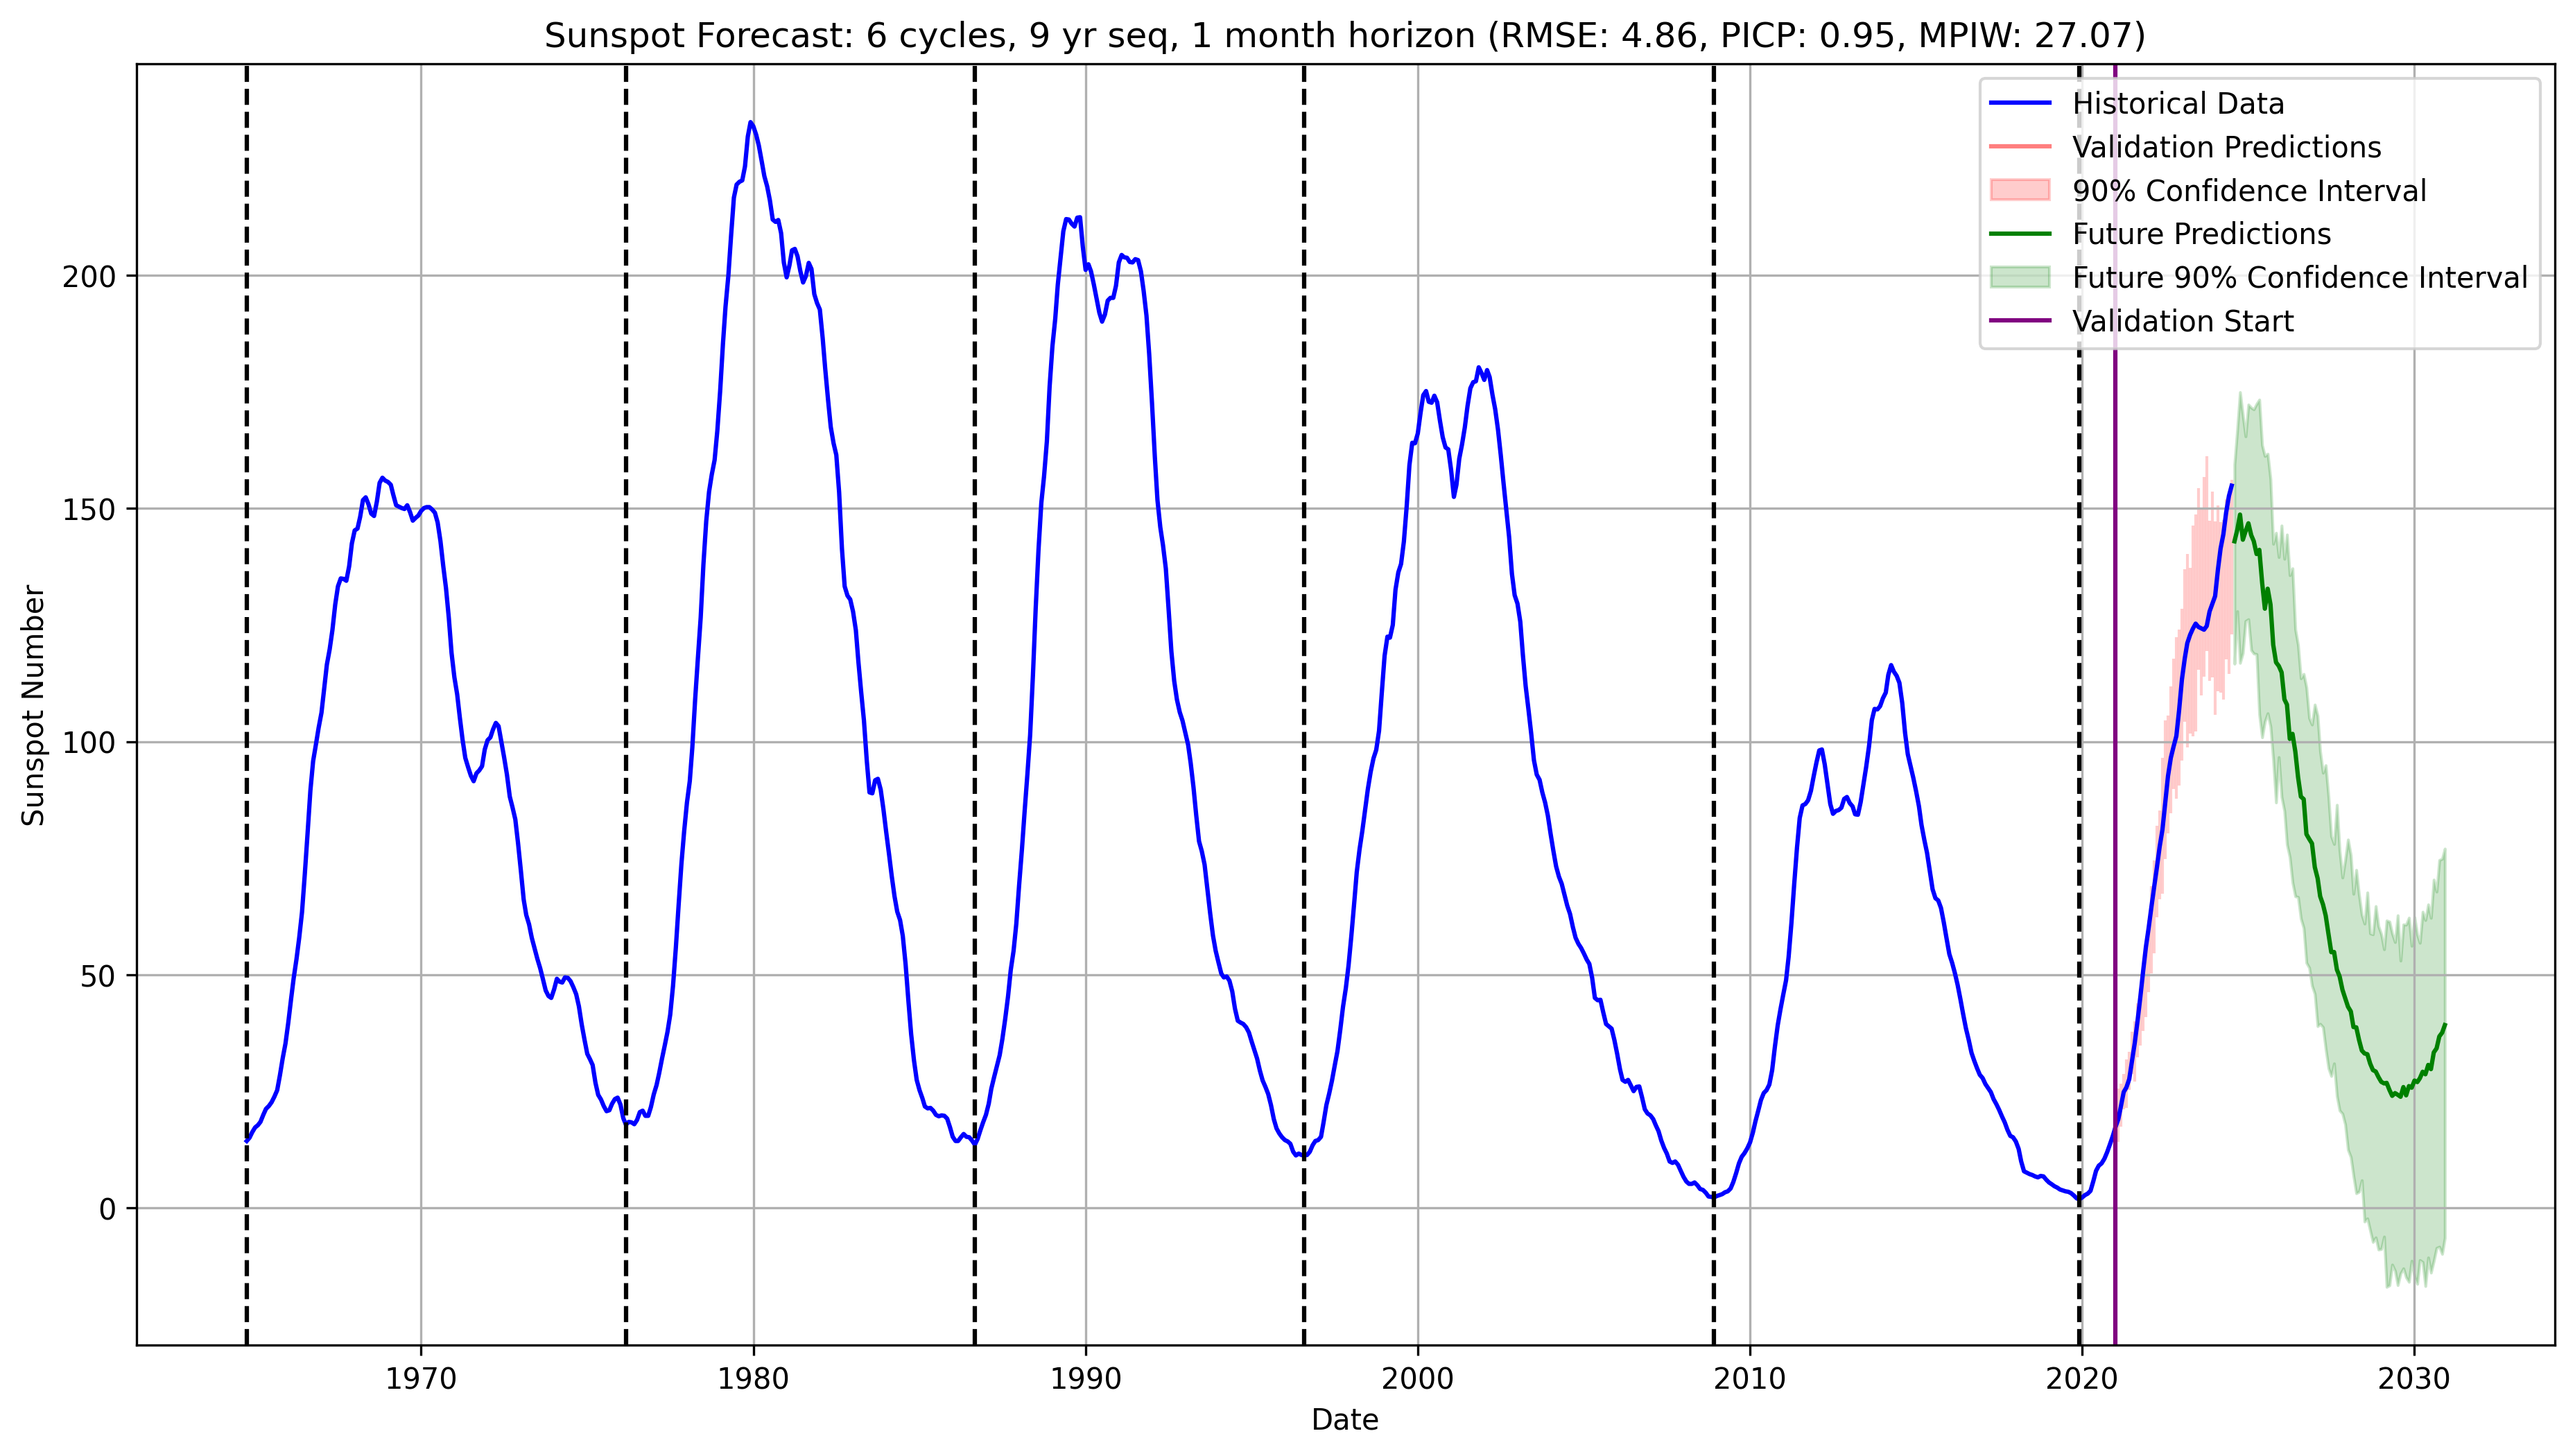 Sunspot Forecast: 6 cycles, 9 yr seq, 1 month horizon (RMSE: 4.86, PICP: 0.95, MPIW: 27.07)
Historical Data
Validation Predictions
90% Confidence Interval
Future Predictions
Future 90% Confidence Interval
Validation Start
Sunspot Number
200
150
100
50
0
1970 1980 1990 2000 2010 2020 2030
Date